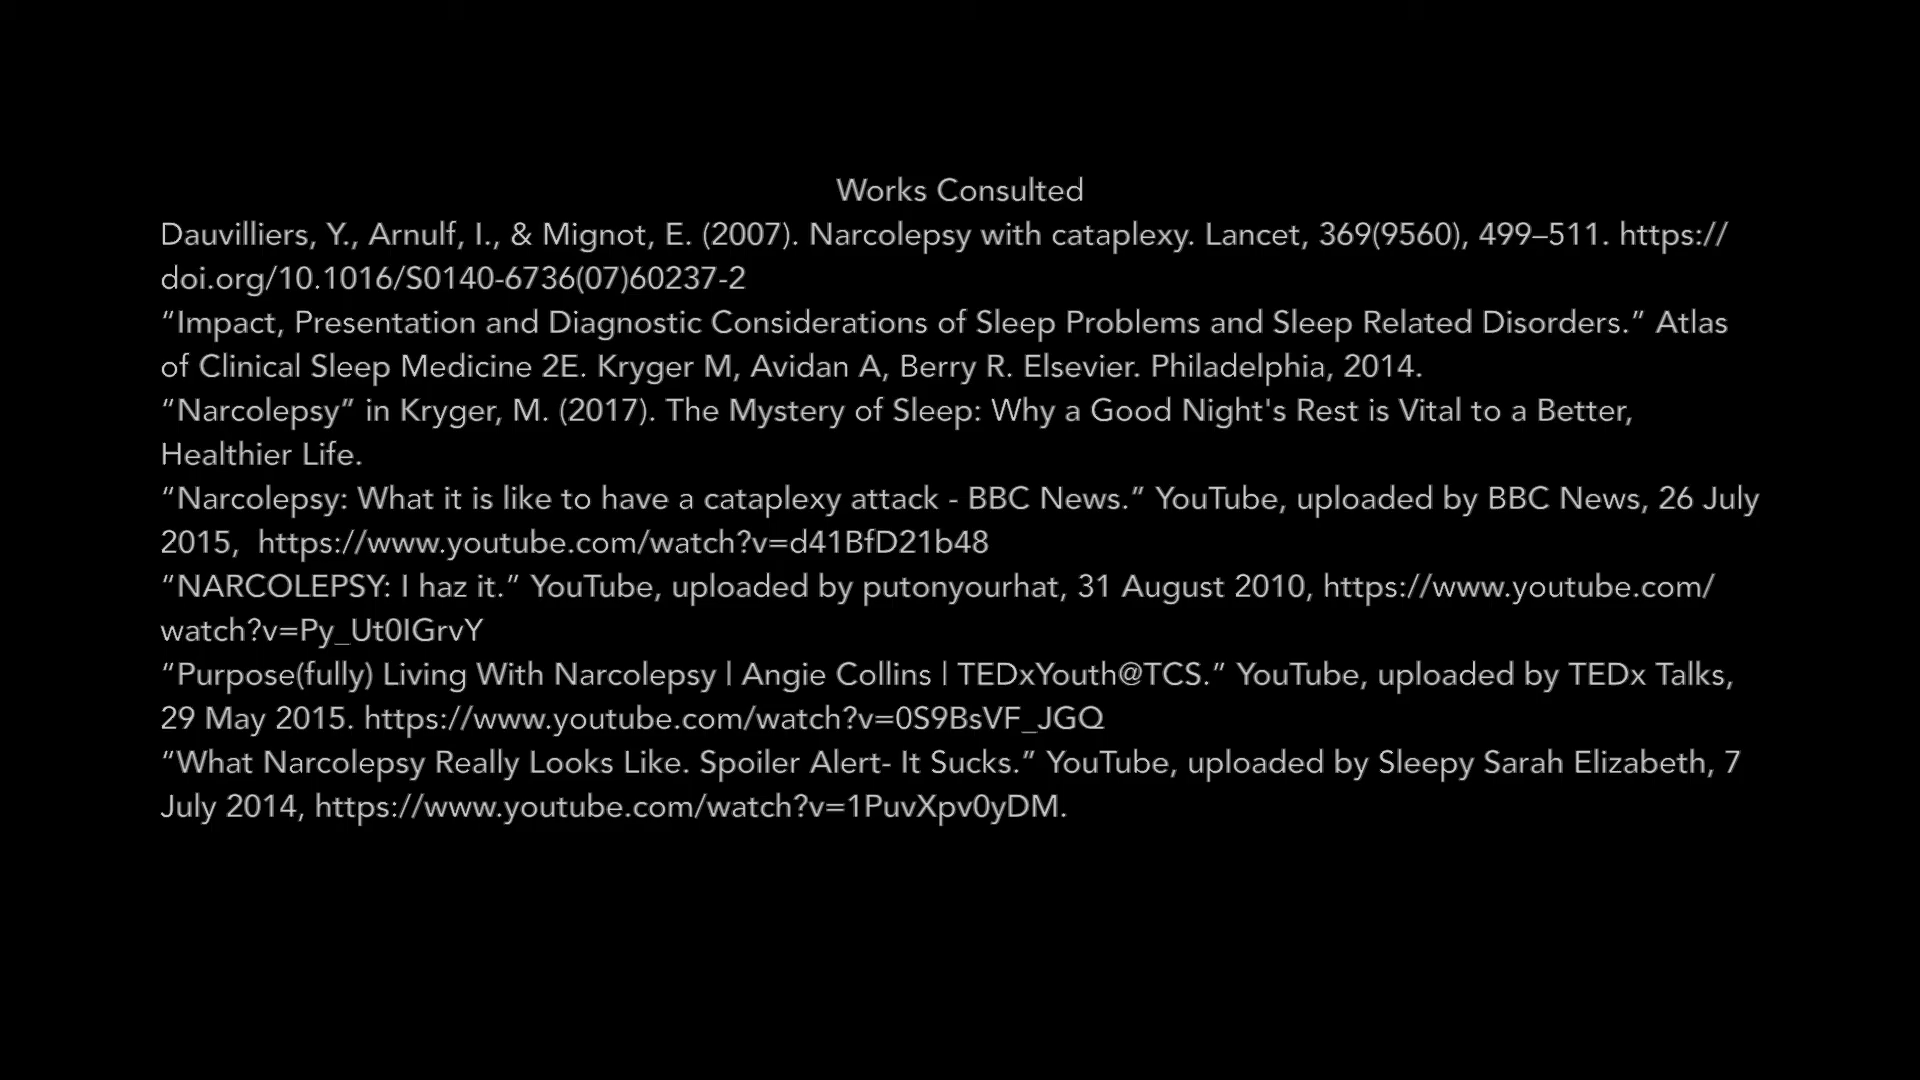 Works Consulted
Dauvilliers, Y., Arnulf, I., & Mignot, E. (2007). Narcolepsy with cataplexy. Lancet, 369(9560), 499–511. https://
doi.org/10.1016/S0140-6736(07)60237-2
“Impact, Presentation and Diagnostic Considerations of Sleep Problems and Sleep Related Disorders.” Atlas
of Clinical Sleep Medicine 2E. Kryger M, Avidan A, Berry R. Elsevier. Philadelphia, 2014.
“Narcolepsy” in Kryger, M. (2017). The Mystery of Sleep: Why a Good Night's Rest is Vital to a Better,
Healthier Life.
“Narcolepsy: What it is like to have a cataplexy attack - BBC News.” YouTube, uploaded by BBC News, 26 July
2015,  https://www.youtube.com/watch?v=d41BfD21b48
“NARCOLEPSY: I haz it.” YouTube, uploaded by putonyourhat, 31 August 2010, https://www.youtube.com/
watch?v=Py_Ut0IGrvY
“Purpose(fully) Living With Narcolepsy | Angie Collins | TEDxYouth@TCS.” YouTube, uploaded by TEDx Talks,
29 May 2015. https://www.youtube.com/watch?v=0S9BsVF_JGQ
“What Narcolepsy Really Looks Like. Spoiler Alert- It Sucks.” YouTube, uploaded by Sleepy Sarah Elizabeth, 7
July 2014, https://www.youtube.com/watch?v=1PuvXpv0yDM.